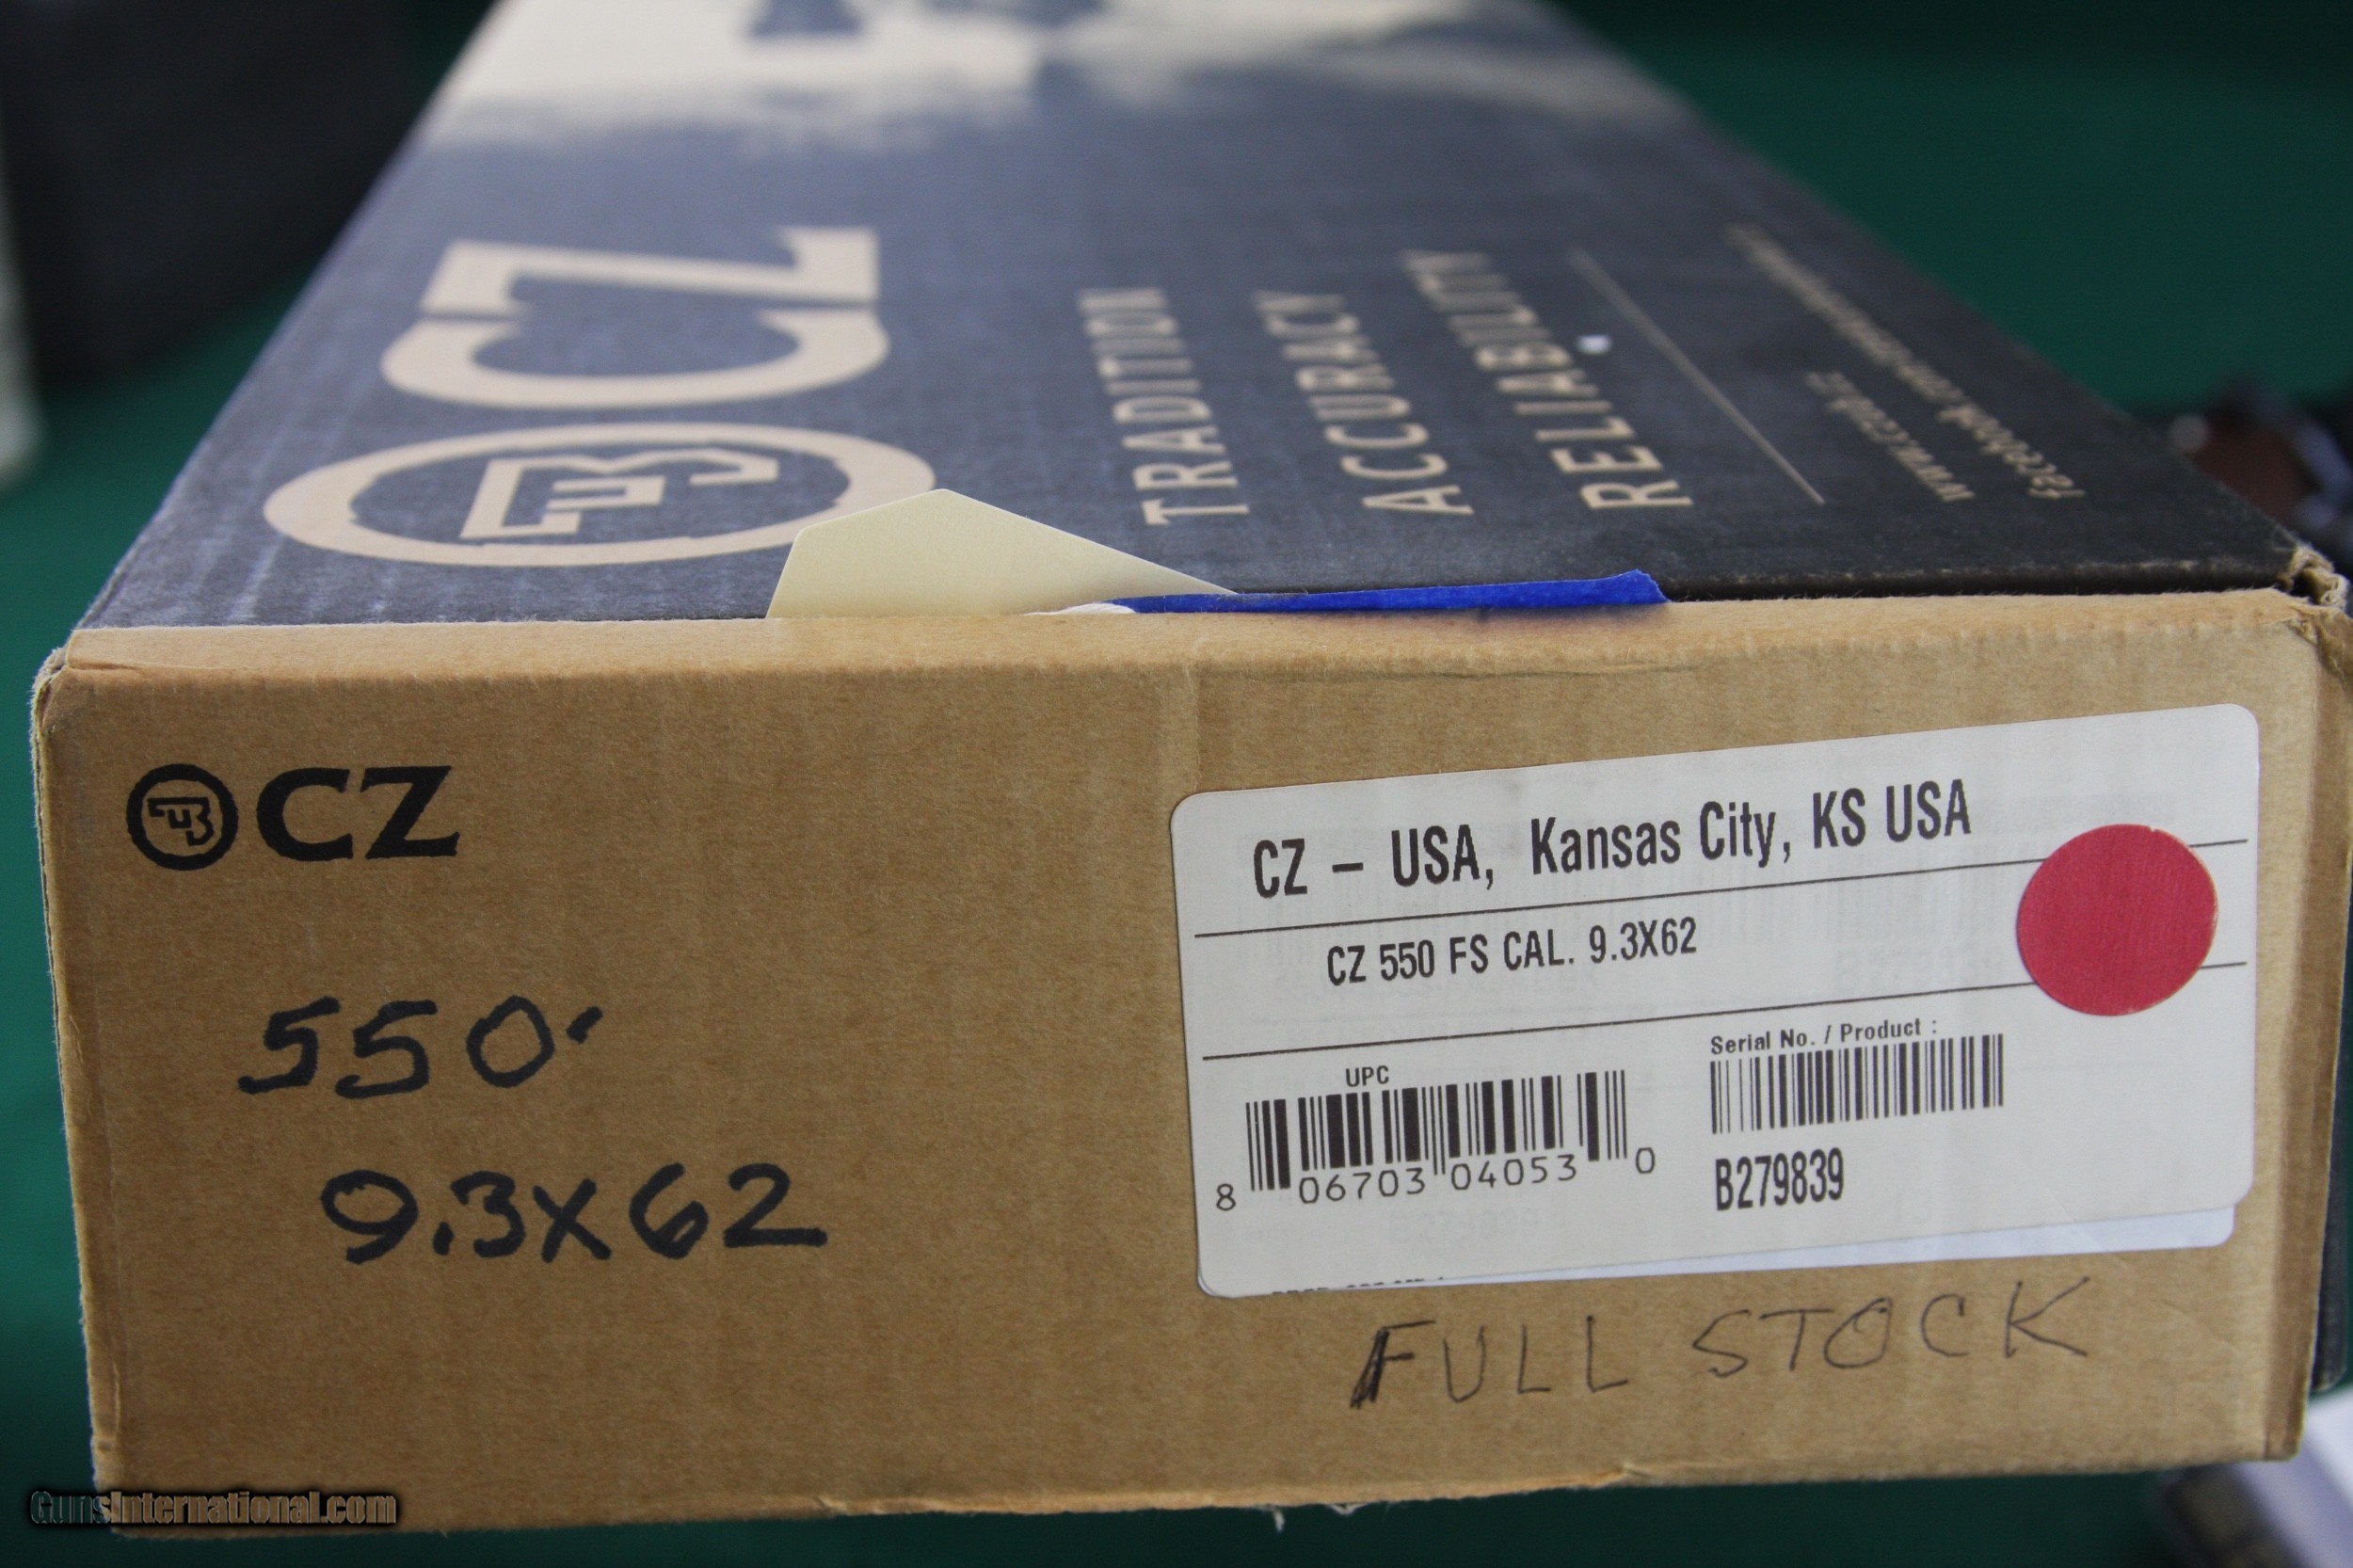 CZ
TRADITION
ACCURACY
RELIABILITY
CZ
550
9.3X62
CZ – USA, Kansas City, KS USA
CZ 550 FS CAL. 9.3X62
UPC
8 06703 04053 0
Serial No. / Product :
B279839
FULL STOCK
GunsInternational.com